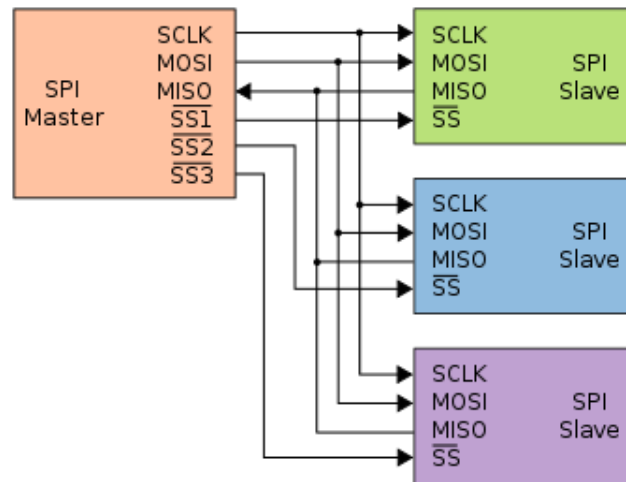 SPI
Master
SCLK
MOSI
MISO
SS1
SS2
SS3
SCLK
MOSI
MISO
SS
SPI
Slave
SCLK
MOSI
MISO
SS
SPI
Slave
SCLK
MOSI
MISO
SS
SPI
Slave